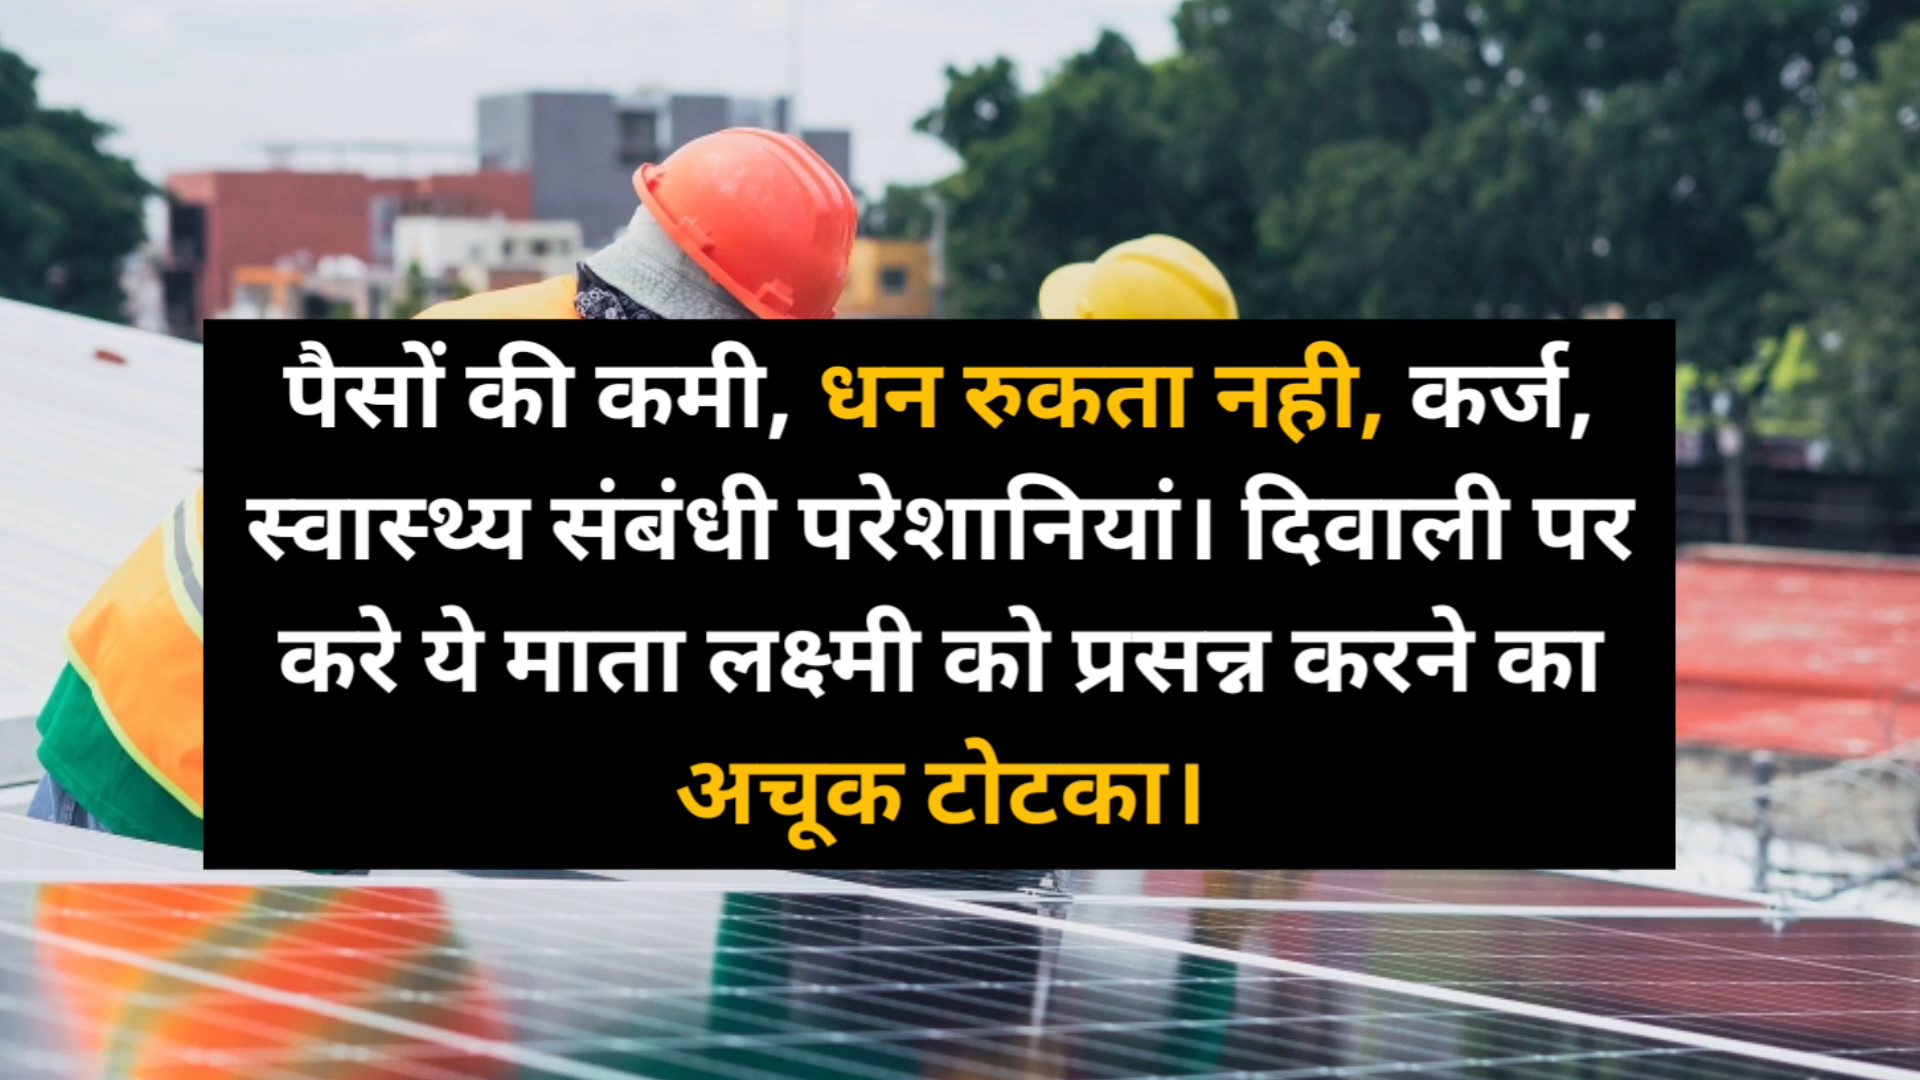 पैसों की कमी, धन रुकता नही, कर्ज,
स्वास्थ्य संबंधी परेशानियां। दिवाली पर
करे ये माता लक्ष्मी को प्रसन्न करने का
अचूक टोटका।